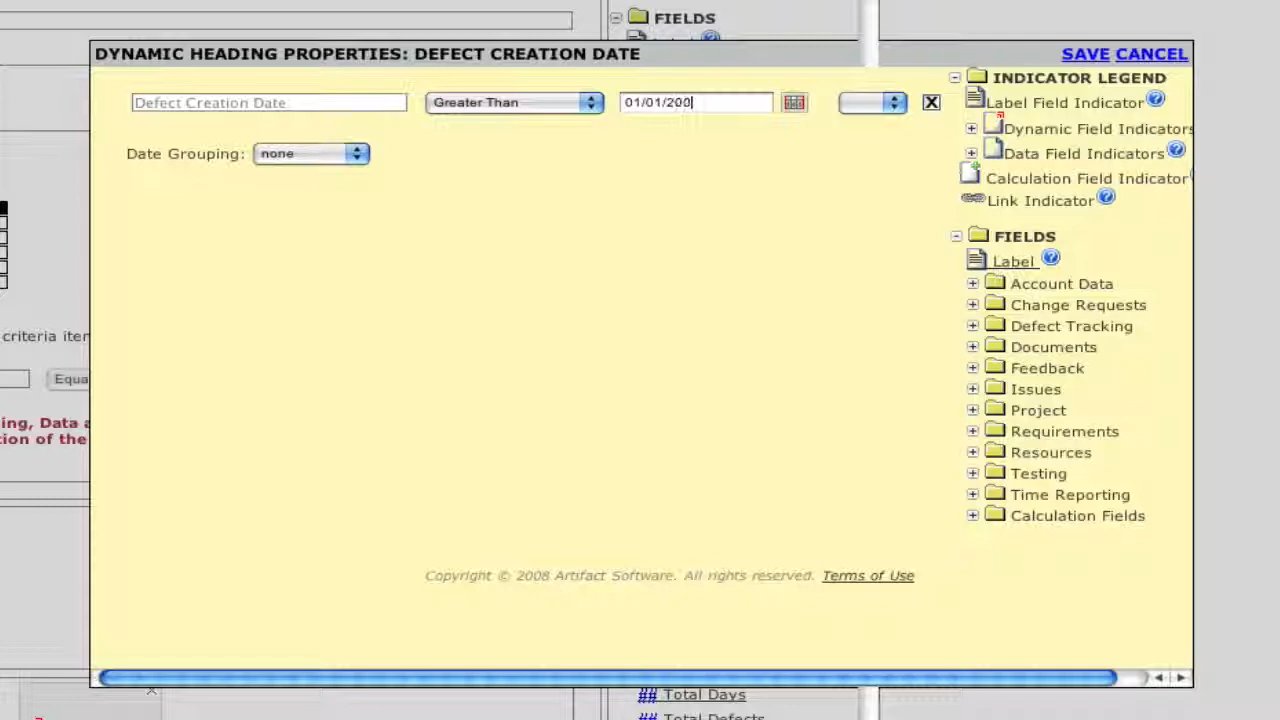 FIELDS
DYNAMIC HEADING PROPERTIES: DEFECT CREATION DATE
SAVE CANCEL
Defect Creation Date
Greater Than
01/01/200
Date Grouping: none
INDICATOR LEGEND
Label Field Indicator
Dynamic Field Indicators
Data Field Indicators
Calculation Field Indicator
Link Indicator
FIELDS
Label
Account Data
Change Requests
Defect Tracking
Documents
Feedback
Issues
Project
Requirements
Resources
Testing
Time Reporting
Calculation Fields
criteria iter
Equa
ing, Data a
tion of the
Copyright © 2008 Artifact Software. All rights reserved. Terms of Use
## Total Days
## Total Defects